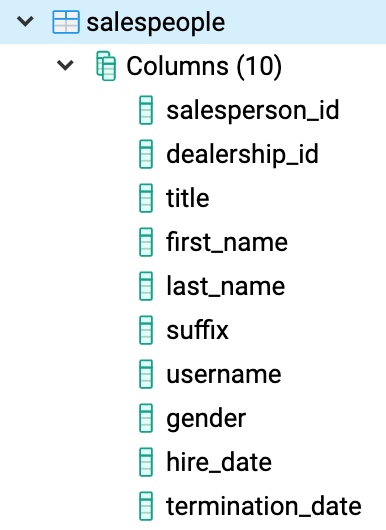 salespeople
Columns (10)
salesperson_id
dealership_id
title
first_name
last_name
suffix
username
gender
hire_date
termination_date